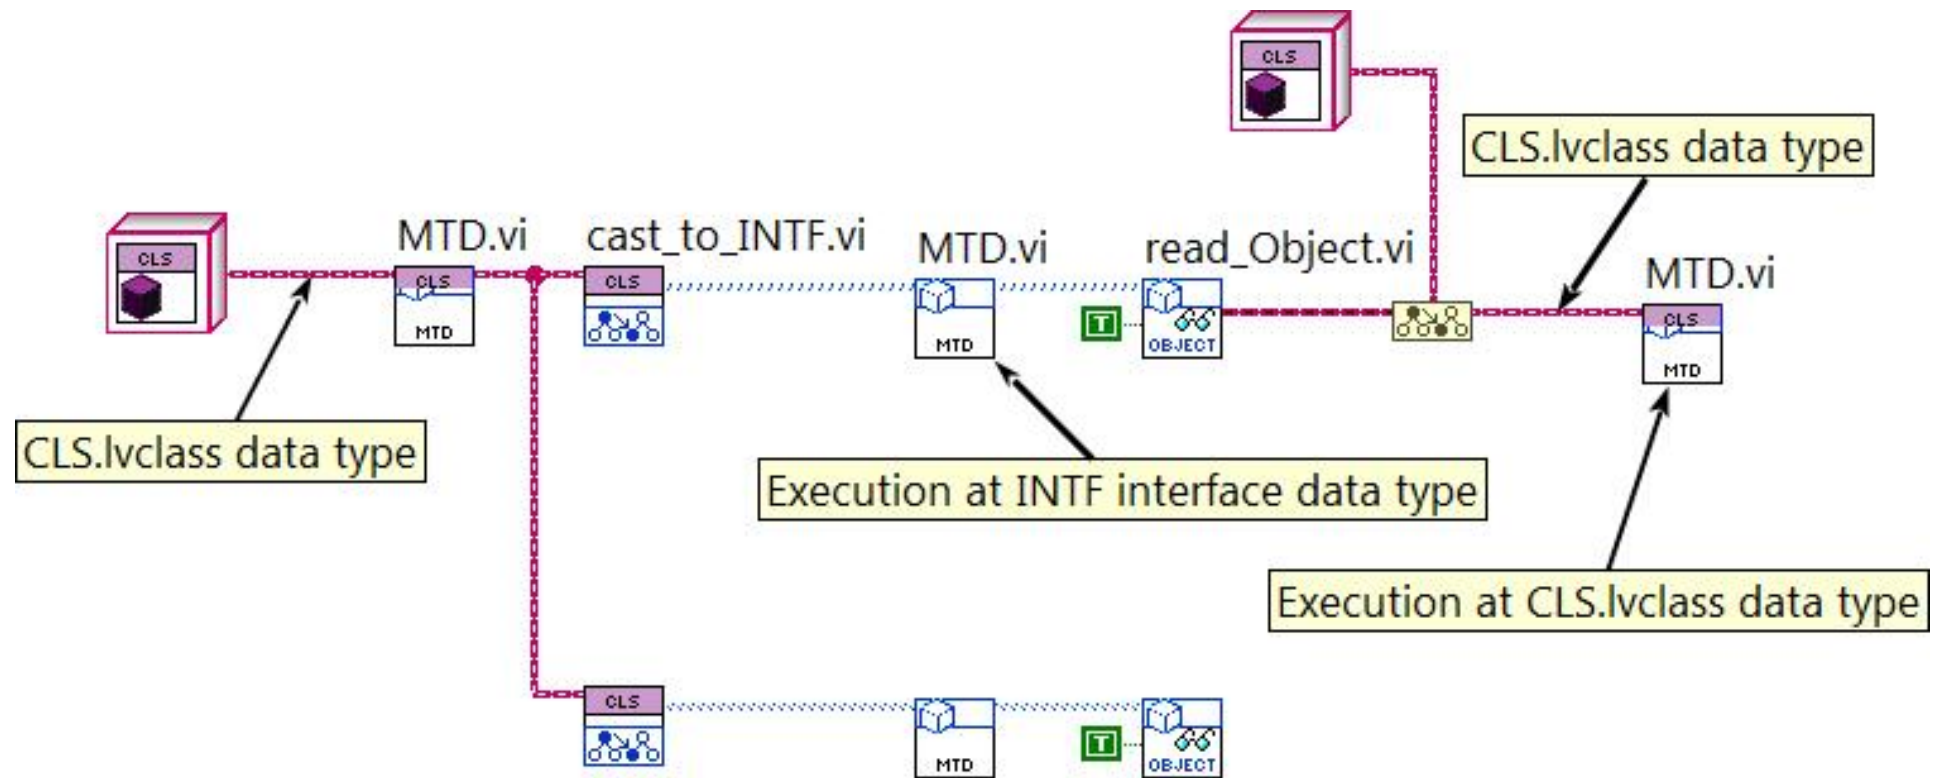 CLS
CLS.lvclass data type
MTD.vi
cast_to_INTF.vi
MTD.vi
read_Object.vi
MTD.vi
CLS
CLS
MTD
CLS
MTD
T
OBJECT
CLS
MTD
CLS.lvclass data type
Execution at INTF interface data type
Execution at CLS.lvclass data type
CLS
MTD
T
OBJECT